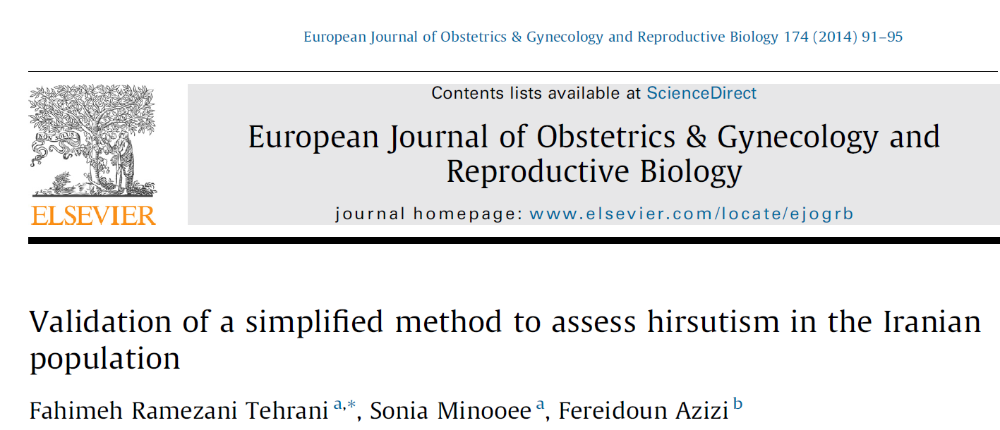 European Journal of Obstetrics & Gynecology and Reproductive Biology 174 (2014) 91–95
Contents lists available at ScienceDirect
European Journal of Obstetrics & Gynecology and
Reproductive Biology
journal homepage: www.elsevier.com/locate/ejogrb
NON SOLUS
ELSEVIER
Validation of a simplified method to assess hirsutism in the Iranian
population
Fahimeh Ramezani Tehrani a,*, Sonia Minooee a, Fereidoun Azizi b